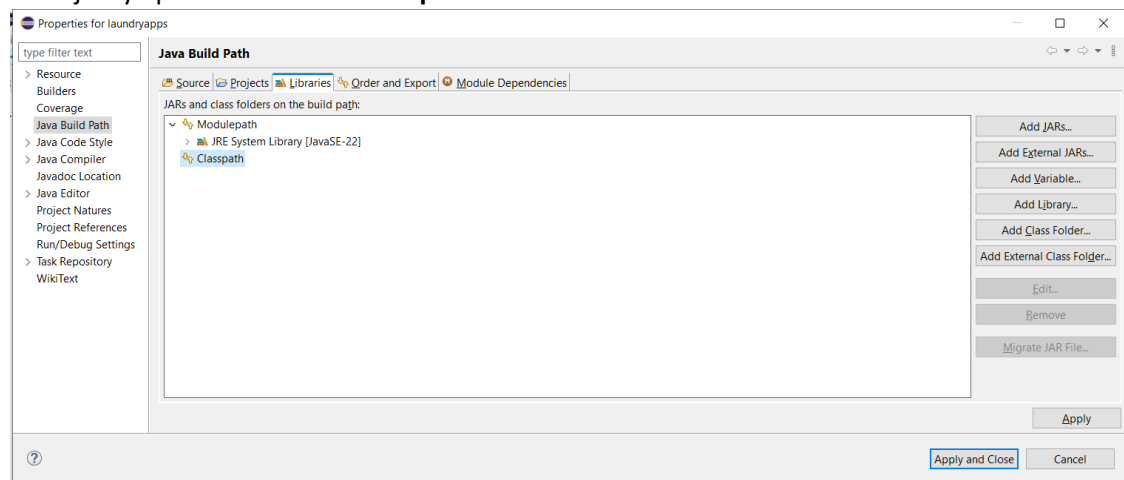 Properties for laundryapps
type filter text
Resource
Builders
Coverage
Java Build Path
Java Code Style
Java Compiler
Javadoc Location
Java Editor
Project Natures
Project References
Run/Debug Settings
Task Repository
WikiText
Java Build Path
Source Projects Libraries Order and Export Module Dependencies
JARs and class folders on the build path:
Modulepath
JRE System Library [JavaSE-22]
Classpath
Add JARs...
Add External JARs...
Add Variable...
Add Library...
Add Class Folder...
Add External Class Folder...
Edit...
Remove
Migrate JAR File...
Apply
Apply and Close Cancel